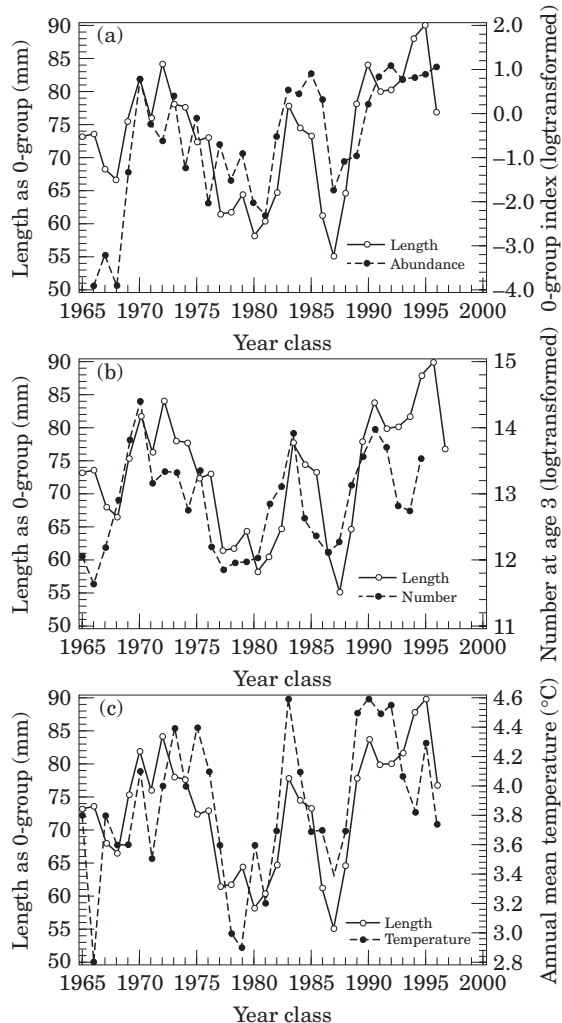 (a)
Length as 0-group (mm)
90
85
80
75
70
65
60
55
50
2.0
1.0
0.0
−1.0
−2.0
−3.0
−4.0
0-group index (logtransformed)
Length
Abundance
1965 1970 1975 1980 1985 1990 1995 2000
Year class
(b)
Length as 0-group (mm)
90
85
80
75
70
65
60
55
50
15
14
13
12
11
Number at age 3 (logtransformed)
Length
Number
1965 1970 1975 1980 1985 1990 1995 2000
Year class
(c)
Length as 0-group (mm)
90
85
80
75
70
65
60
55
50
4.6
4.4
4.2
4.0
3.8
3.6
3.4
3.2
3.0
2.8
Annual mean temperature (°C)
Length
Temperature
1965 1970 1975 1980 1985 1990 1995 2000
Year class